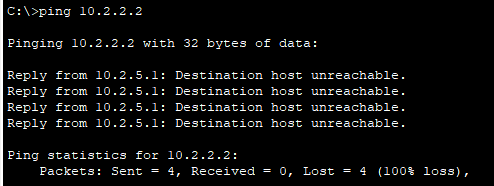 C:\>ping 10.2.2.2
Pinging 10.2.2.2 with 32 bytes of data:
Reply from 10.2.5.1: Destination host unreachable.
Reply from 10.2.5.1: Destination host unreachable.
Reply from 10.2.5.1: Destination host unreachable.
Reply from 10.2.5.1: Destination host unreachable.
Ping statistics for 10.2.2.2:
Packets: Sent = 4, Received = 0, Lost = 4 (100% loss),